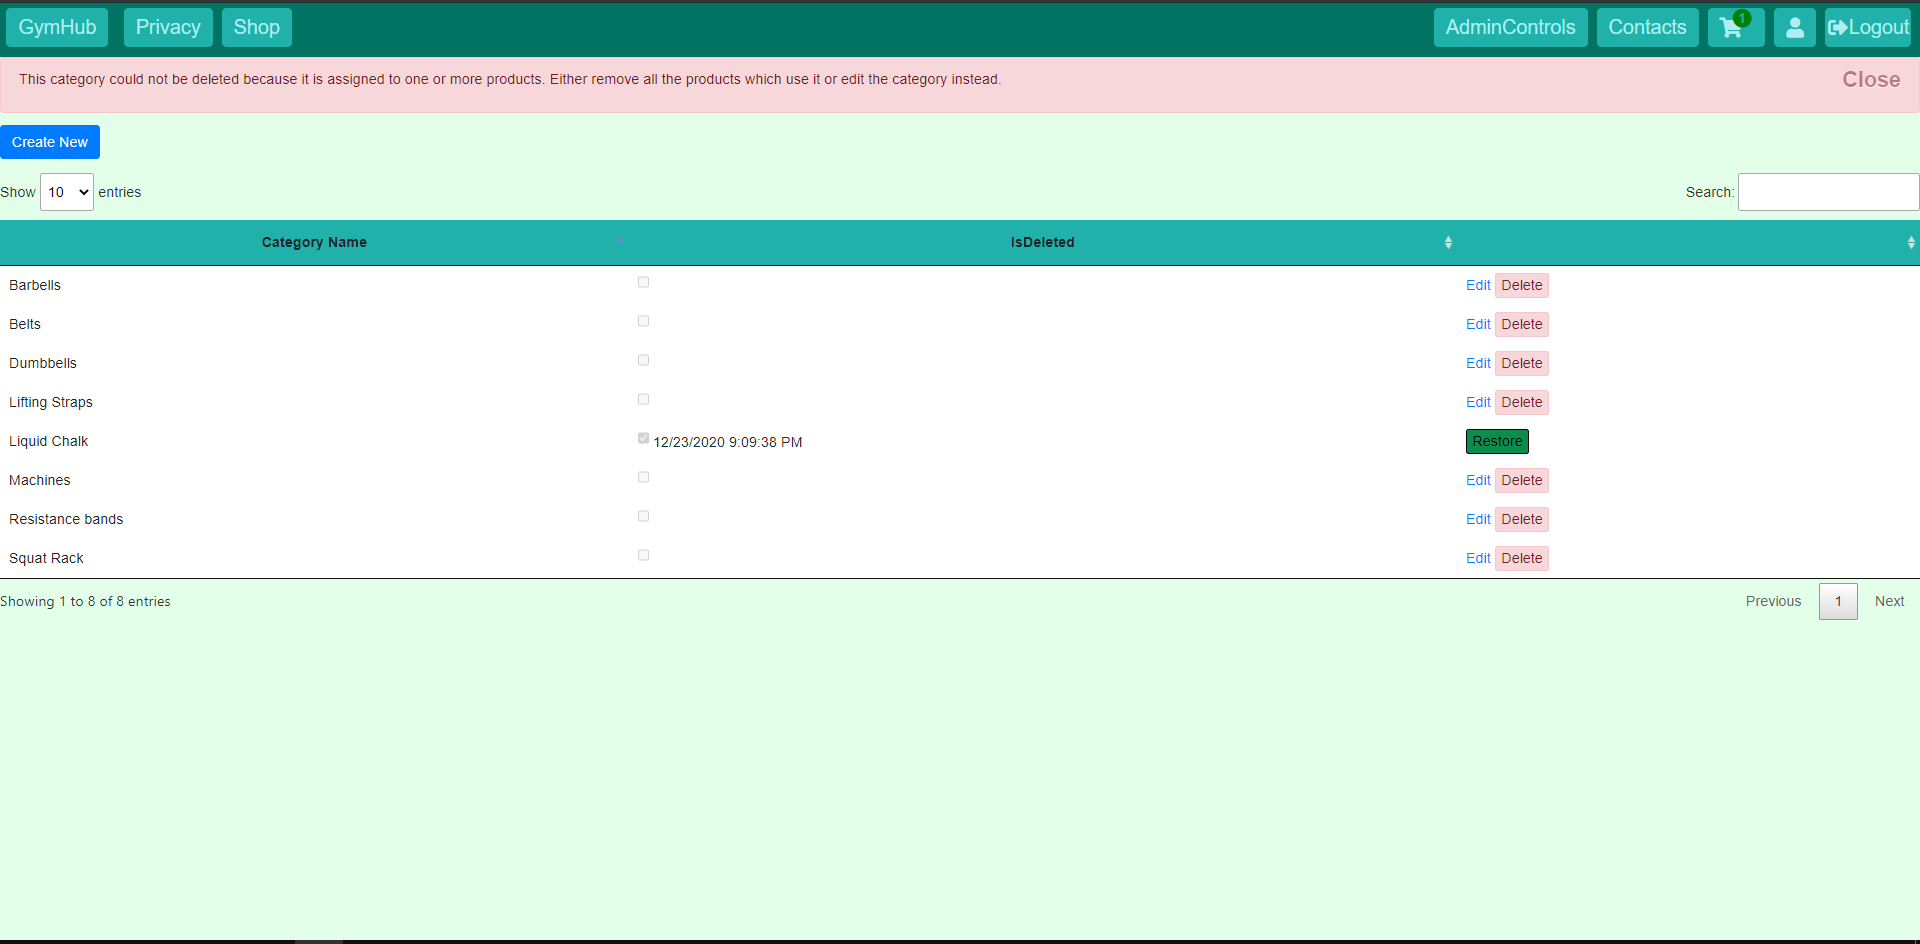 GymHub Privacy Shop AdminControls Contacts 1 Logout
This category could not be deleted because it is assigned to one or more products. Either remove all the products which use it or edit the category instead. Close
Create New
Show 10 entries Search:
Category Name IsDeleted
Barbells Edit Delete
Belts Edit Delete
Dumbbells Edit Delete
Lifting Straps Edit Delete
Liquid Chalk 12/23/2020 9:09:38 PM Restore
Machines Edit Delete
Resistance bands Edit Delete
Squat Rack Edit Delete
Showing 1 to 8 of 8 entries Previous 1 Next